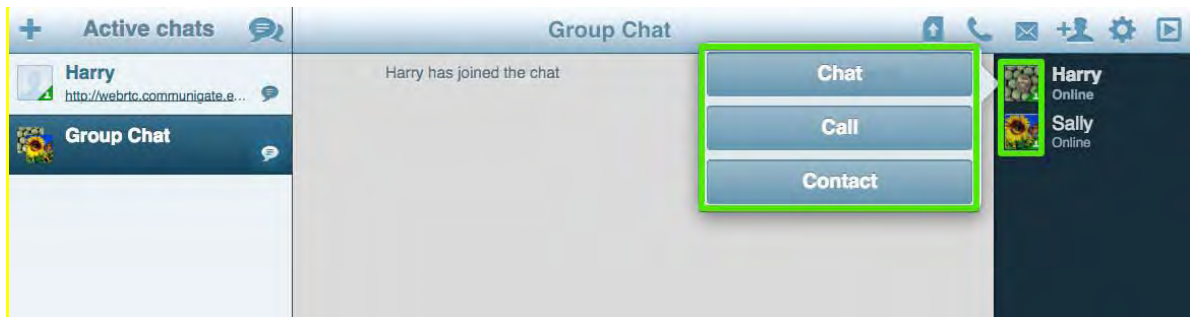 Active chats
Group Chat
Harry
http://webrtc.communigate.e...
Group Chat
Harry has joined the chat
Chat
Call
Contact
Harry
Online
Sally
Online